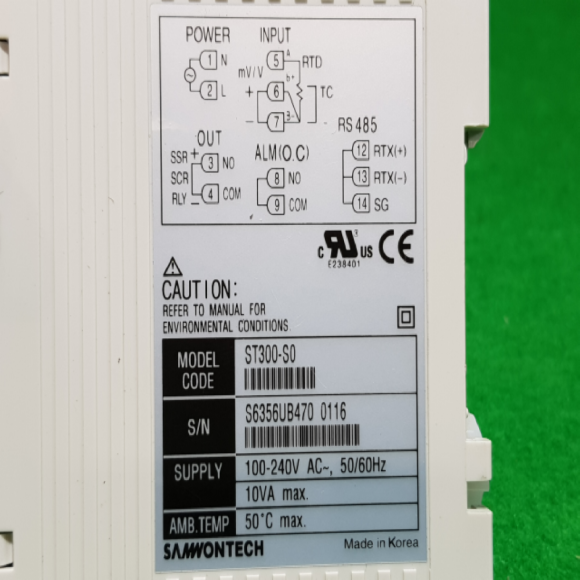 POWER INPUT
1 N 5 a RTD
mV/V b+
2 L + 6 TC
- 7 B-
RS 485
OUT ALM(O.C) 12 RTX(+)
SSR + 3 NO 8 NO 13 RTX(-)
SCR
RLY - 4 COM 9 COM 14 SG
c RU US CE
E238401
CAUTION:
REFER TO MANUAL FOR
ENVIRONMENTAL CONDITIONS
MODEL CODE ST300-S0
S/N S6356UB470 0116
SUPPLY 100-240V AC~, 50/60Hz
10VA max.
AMB.TEMP 50°C max.
SAMWONTECH Made in Korea